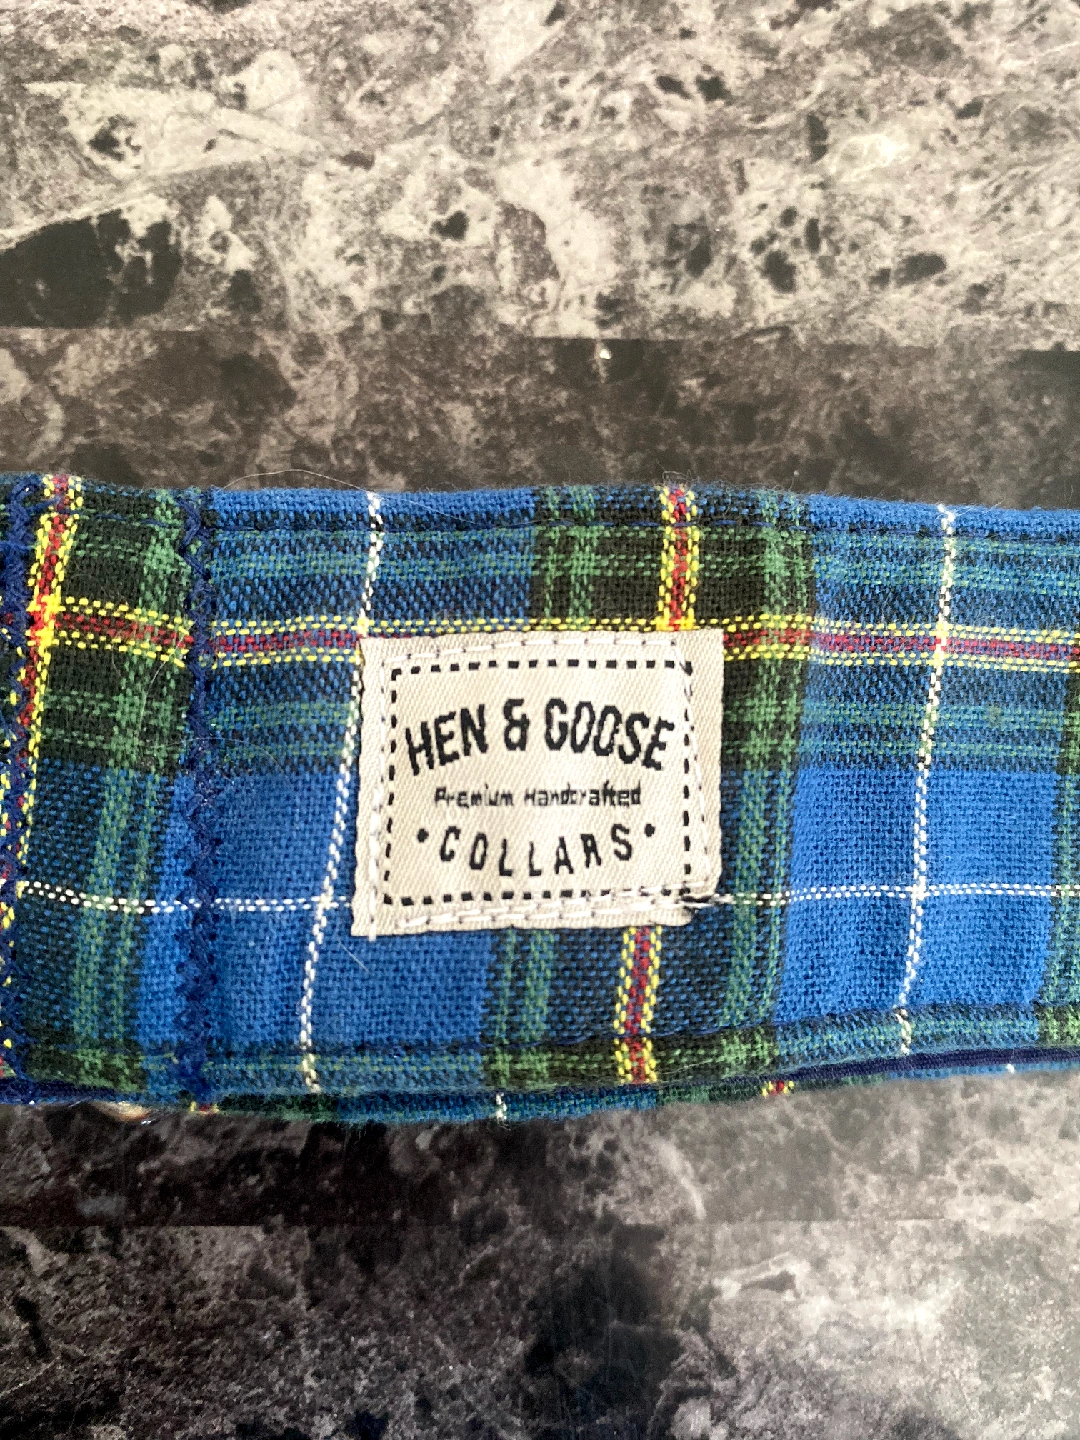 HEN & GOOSE
Premium Handcrafted
• COLLARS •